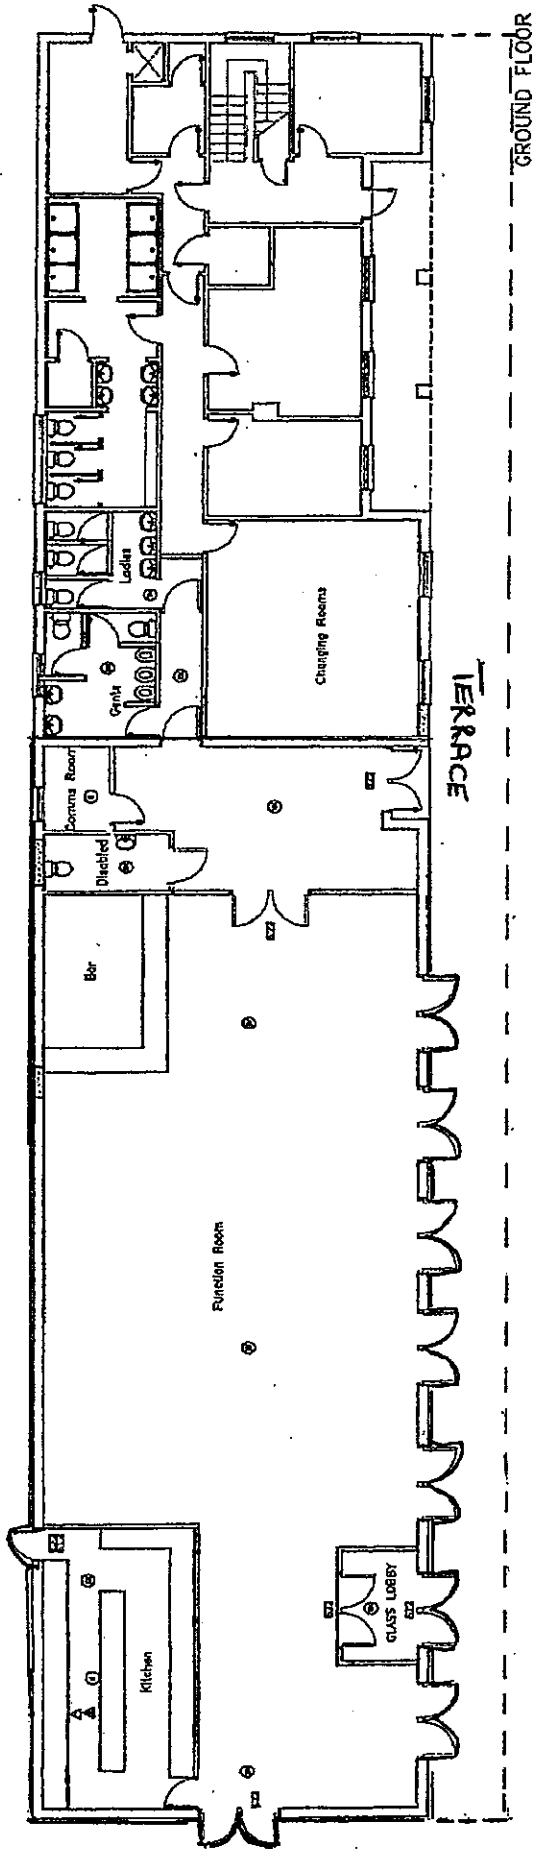 GROUND FLOOR
Ladies
Gents
Changing Rooms
TERRACE
Comms Room
Disabled
Bar
Function Room
Kitchen
GLASS LOBBY